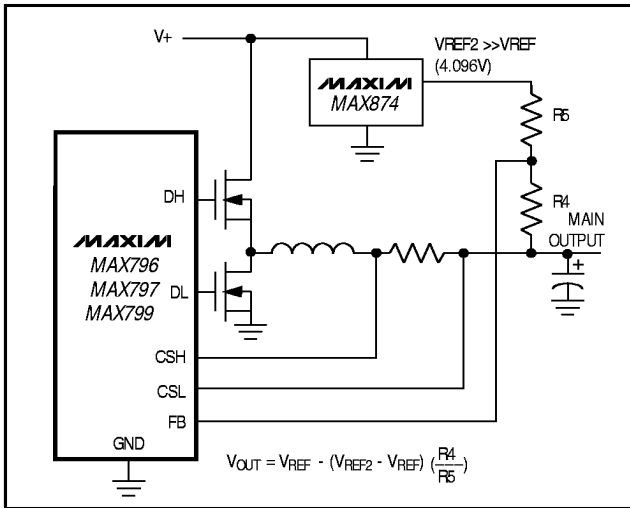 V+
VREF2 >>VREF
(4.096V)
MAXIM
MAX874
R5
R4
MAIN
OUTPUT
+
DH
MAXIM
MAX796
MAX797
MAX799
DL
CSH
CSL
FB
GND
VOUT = VREF - (VREF2 - VREF) (R4/R5)